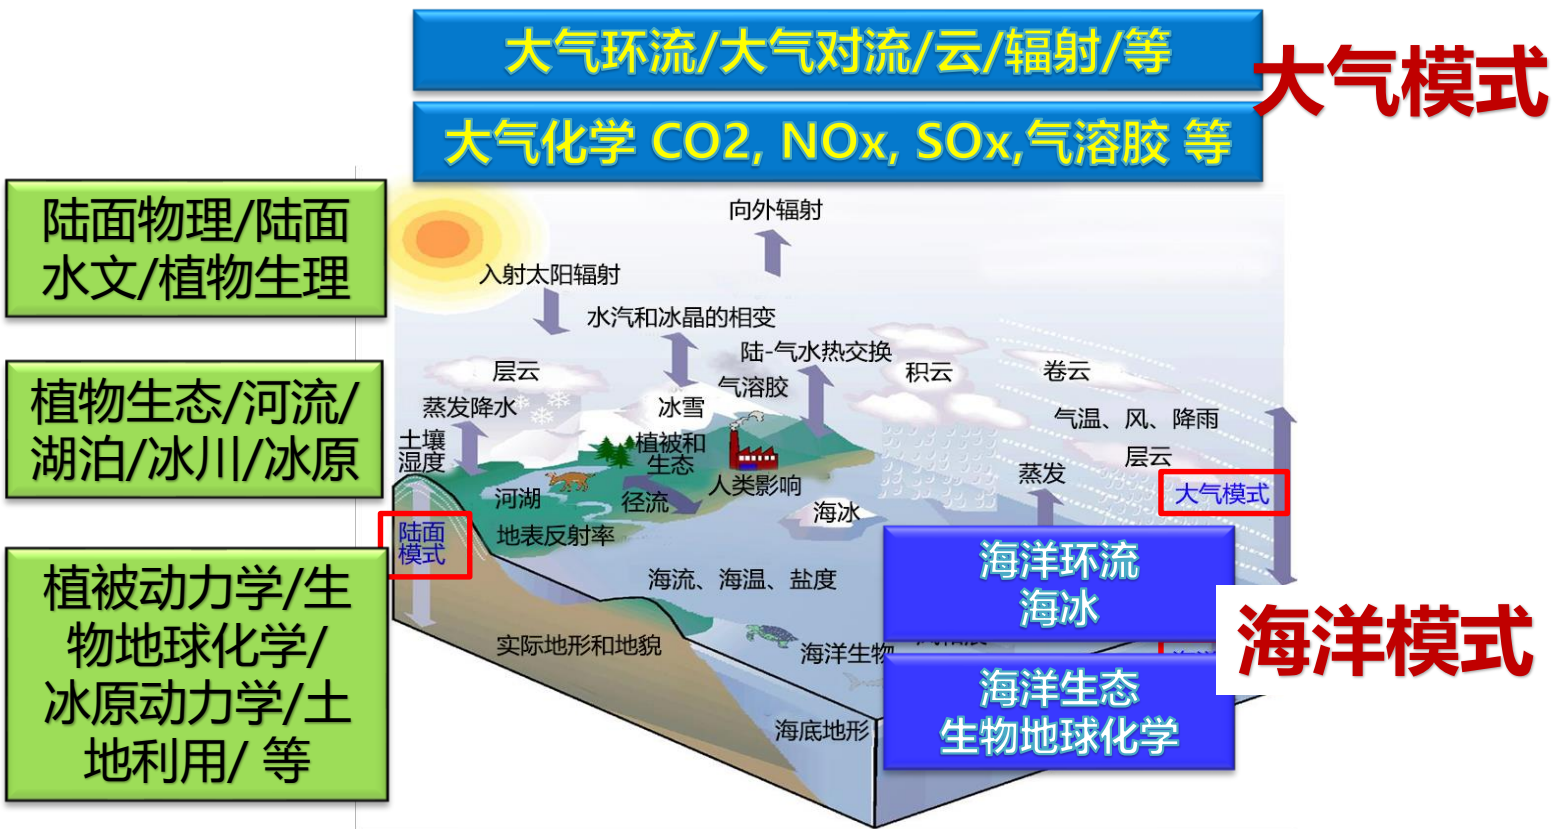 大气环流/大气对流/云/辐射/等
大气模式
大气化学 CO2, NOx, SOx,气溶胶 等
陆面物理/陆面
水文/植物生理
植物生态/河流/
湖泊/冰川/冰原
植被动力学/生
物地球化学/
冰原动力学/土
地利用/ 等
向外辐射
入射太阳辐射
水汽和冰晶的相变
陆-气水热交换
层云
积云
卷云
气溶胶
蒸发降水
冰雪
气温、风、降雨
土壤
湿度
植被和
生态
层云
人类影响
蒸发
河湖
径流
大气模式
海冰
陆面
模式
地表反射率
海流、海温、盐度
海洋环流
海冰
海洋模式
实际地形和地貌
海洋生物
海洋生态
生物地球化学
海底地形